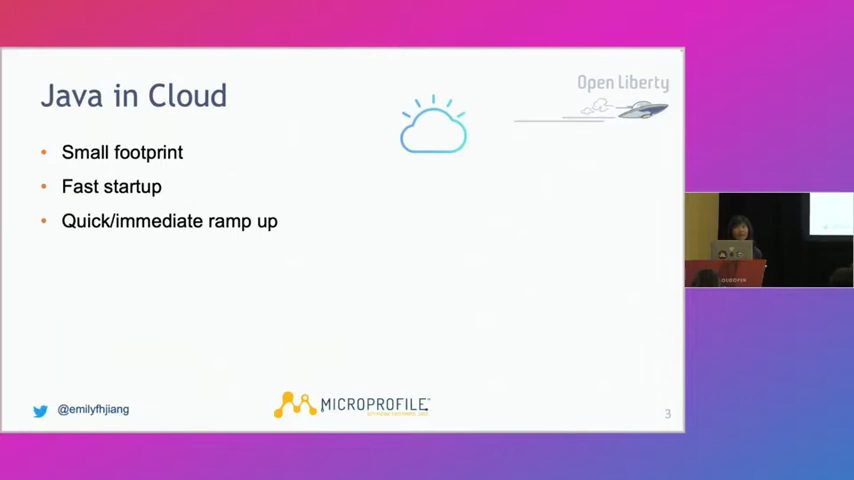 Java in Cloud
Open Liberty
• Small footprint
• Fast startup
• Quick/immediate ramp up
@emilyfhjiang
MICROPROFILE
3